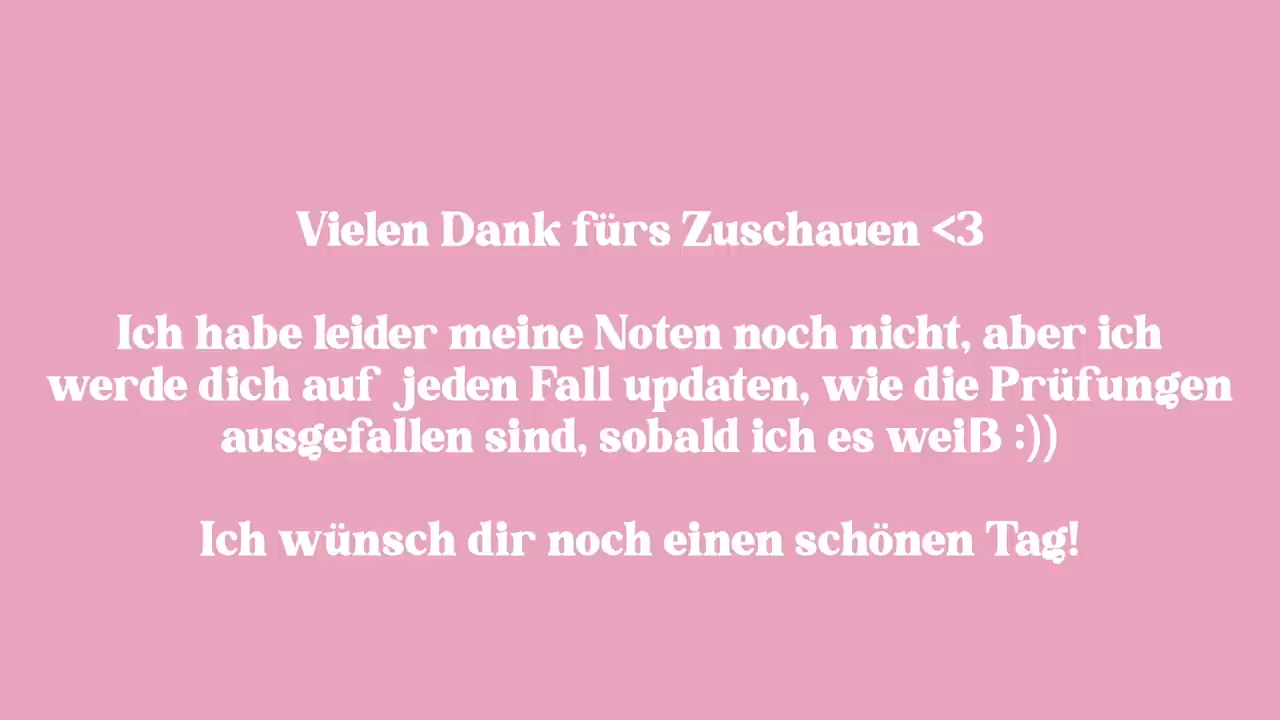 Vielen Dank fürs Zuschauen <3
Ich habe leider meine Noten noch nicht, aber ich
werde dich auf jeden Fall updaten, wie die Prüfungen
ausgefallen sind, sobald ich es weiß :))
Ich wünsch dir noch einen schönen Tag!